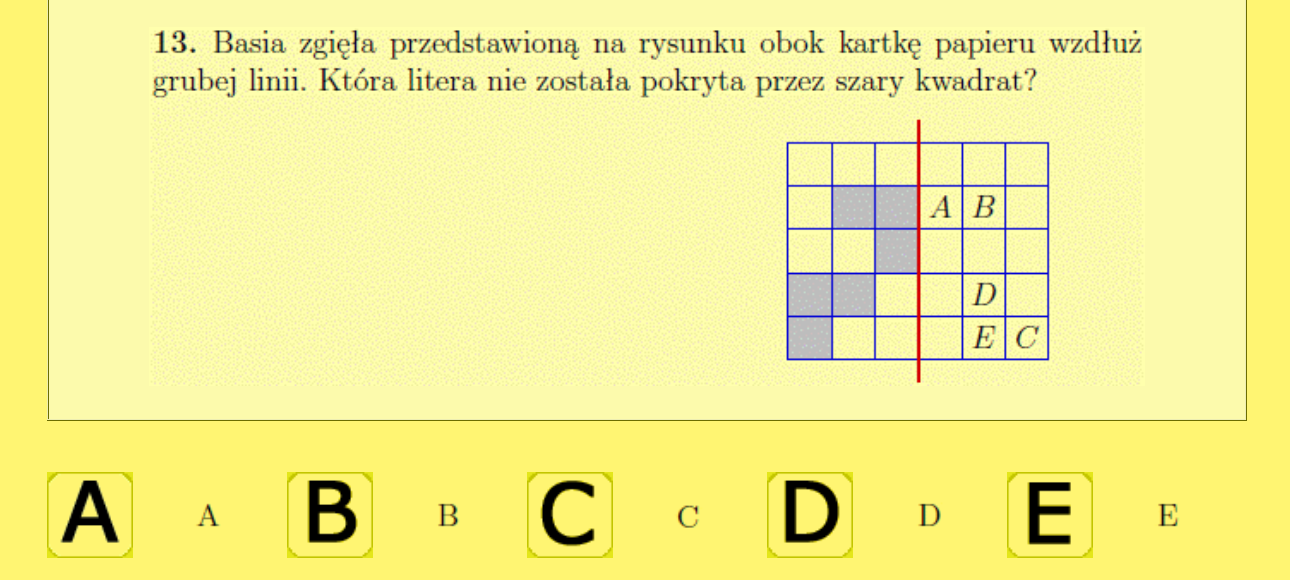 13. Basia zgięła przedstawioną na rysunku obok kartkę papieru wzdłuż
grubej linii. Która litera nie została pokryta przez szary kwadrat?
A B
D
E C
A A B B C C D D E E